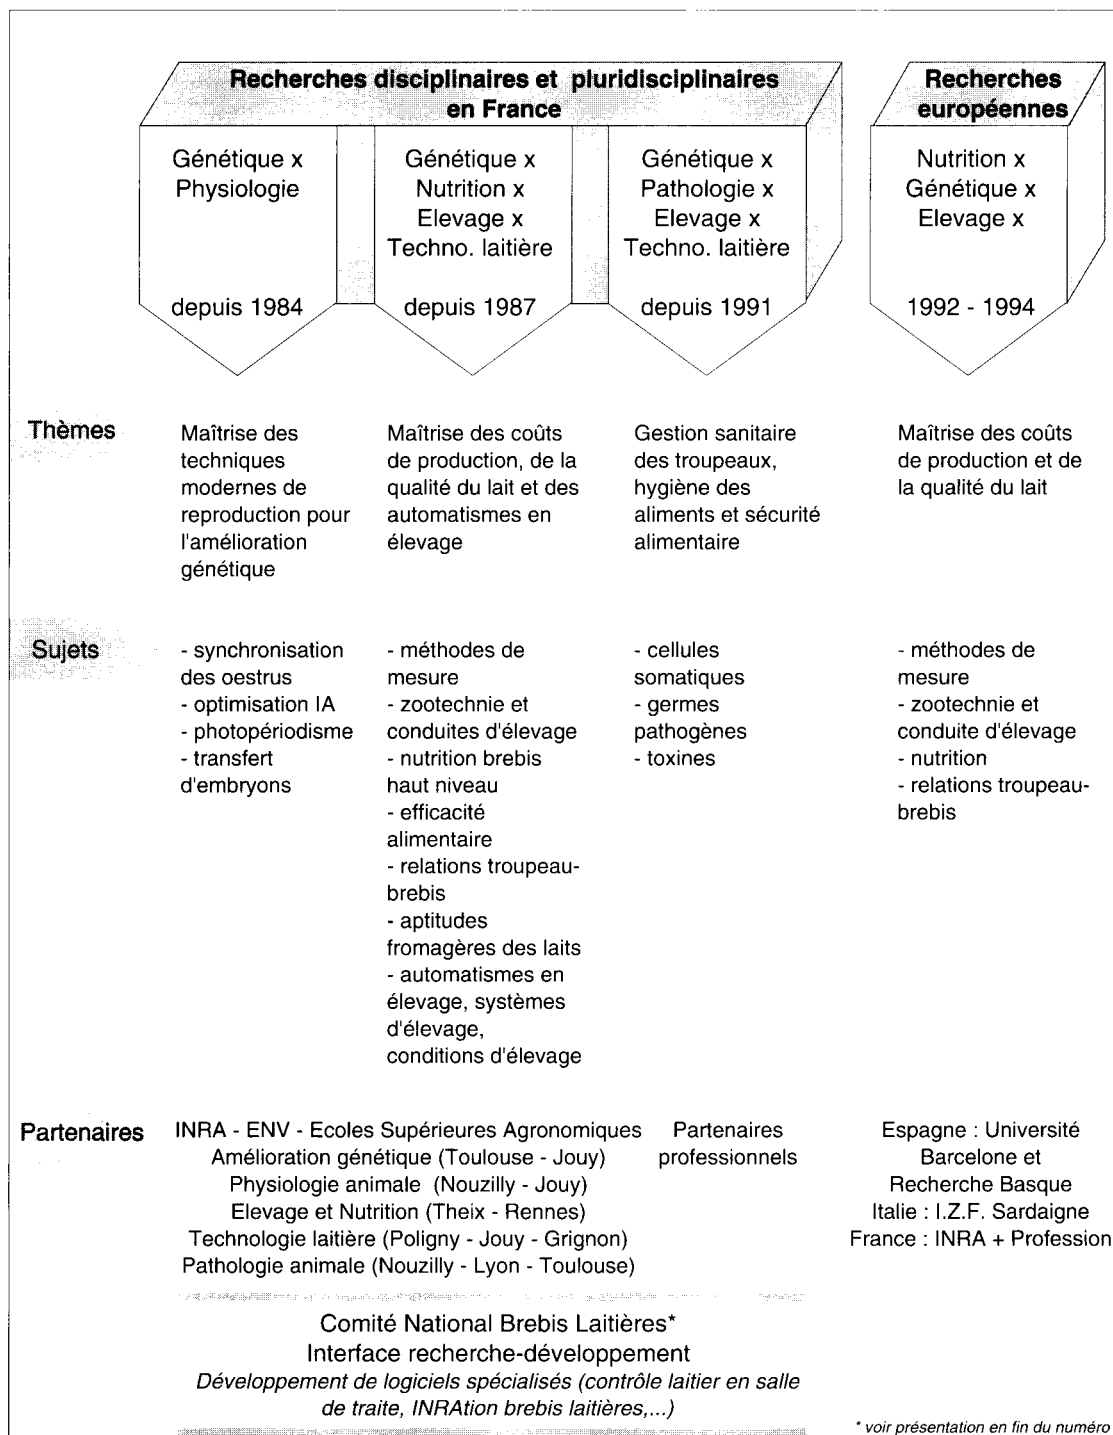 Recherches disciplinaires et pluridisciplinaires
en France
Recherches
européennes
Génétique x
Physiologie
depuis 1984
Génétique x
Nutrition x
Elevage x
Techno. laitière
depuis 1987
Génétique x
Pathologie x
Elevage x
Techno. laitière
depuis 1991
Nutrition x
Génétique x
Elevage x
1992 - 1994
Thèmes
Maîtrise des
techniques
modernes de
reproduction pour
l'amélioration
génétique
Maîtrise des coûts
de production, de la
qualité du lait et des
automatismes en
élevage
Gestion sanitaire
des troupeaux,
hygiène des
aliments et sécurité
alimentaire
Maîtrise des coûts
de production et de
la qualité du lait
Sujets
- synchronisation
des oestrus
- optimisation IA
- photopériodisme
- transfert
d'embryons
- méthodes de
mesure
- zootechnie et
conduites d'élevage
- nutrition brebis
haut niveau
- efficacité
alimentaire
- relations troupeau-
brebis
- aptitudes
fromagères des laits
- automatismes en
élevage, systèmes
d'élevage,
conditions d'élevage
- cellules
somatiques
- germes
pathogènes
- toxines
- méthodes de
mesure
- zootechnie et
conduite d'élevage
- nutrition
- relations troupeau-
brebis
Partenaires
INRA - ENV - Ecoles Supérieures Agronomiques
Amélioration génétique (Toulouse - Jouy)
Physiologie animale (Nouzilly - Jouy)
Elevage et Nutrition (Theix - Rennes)
Technologie laitière (Poligny - Jouy - Grignon)
Pathologie animale (Nouzilly - Lyon - Toulouse)
Partenaires
professionnels
Espagne : Université
Barcelone et
Recherche Basque
Italie : I.Z.F. Sardaigne
France : INRA + Profession
Comité National Brebis Laitières*
Interface recherche-développement
Développement de logiciels spécialisés (contrôle laitier en salle
de traite, INRAtion brebis laitières,...)
* voir présentation en fin du numéro